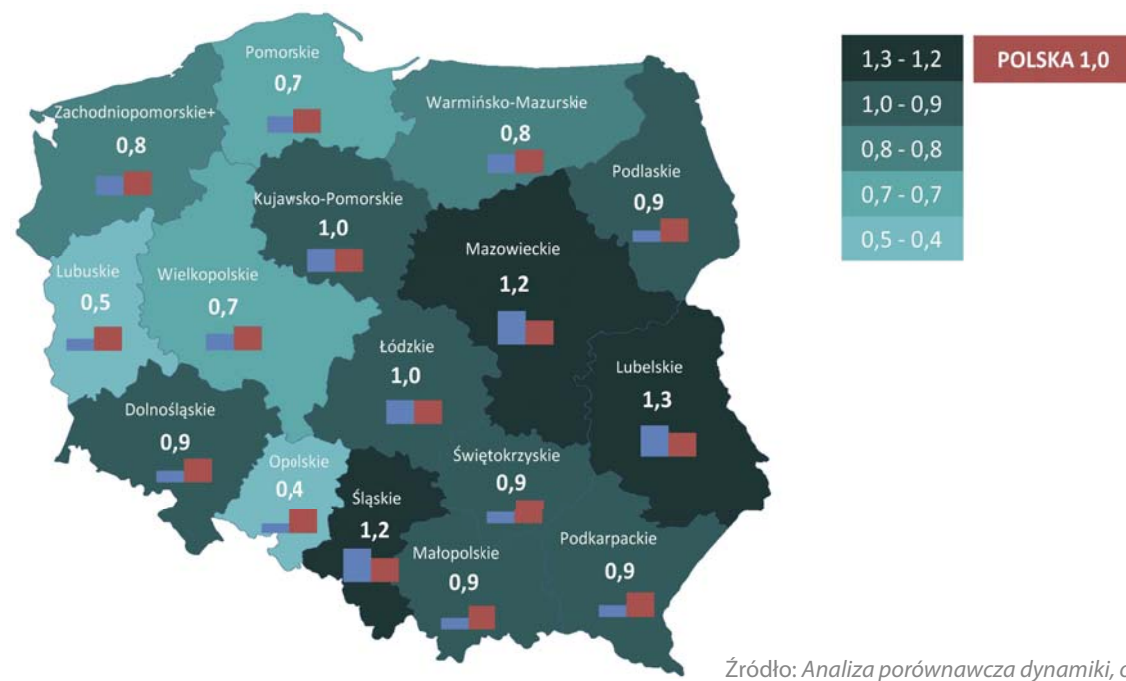 Pomorskie
0,7
Zachodniopomorskie+
0,8
Warmińsko-Mazurskie
0,8
Podlaskie
0,9
Kujawsko-Pomorskie
1,0
Mazowieckie
1,2
Lubuskie
0,5
Wielkopolskie
0,7
Łódzkie
1,0
Lubelskie
1,3
Dolnośląskie
0,9
Opolskie
0,4
Śląskie
1,2
Świętokrzyskie
0,9
Małopolskie
0,9
Podkarpackie
0,9
1,3 - 1,2
POLSKA 1,0
1,0 - 0,9
0,8 - 0,8
0,7 - 0,7
0,5 - 0,4
Źródło: Analiza porównawcza dynamiki,